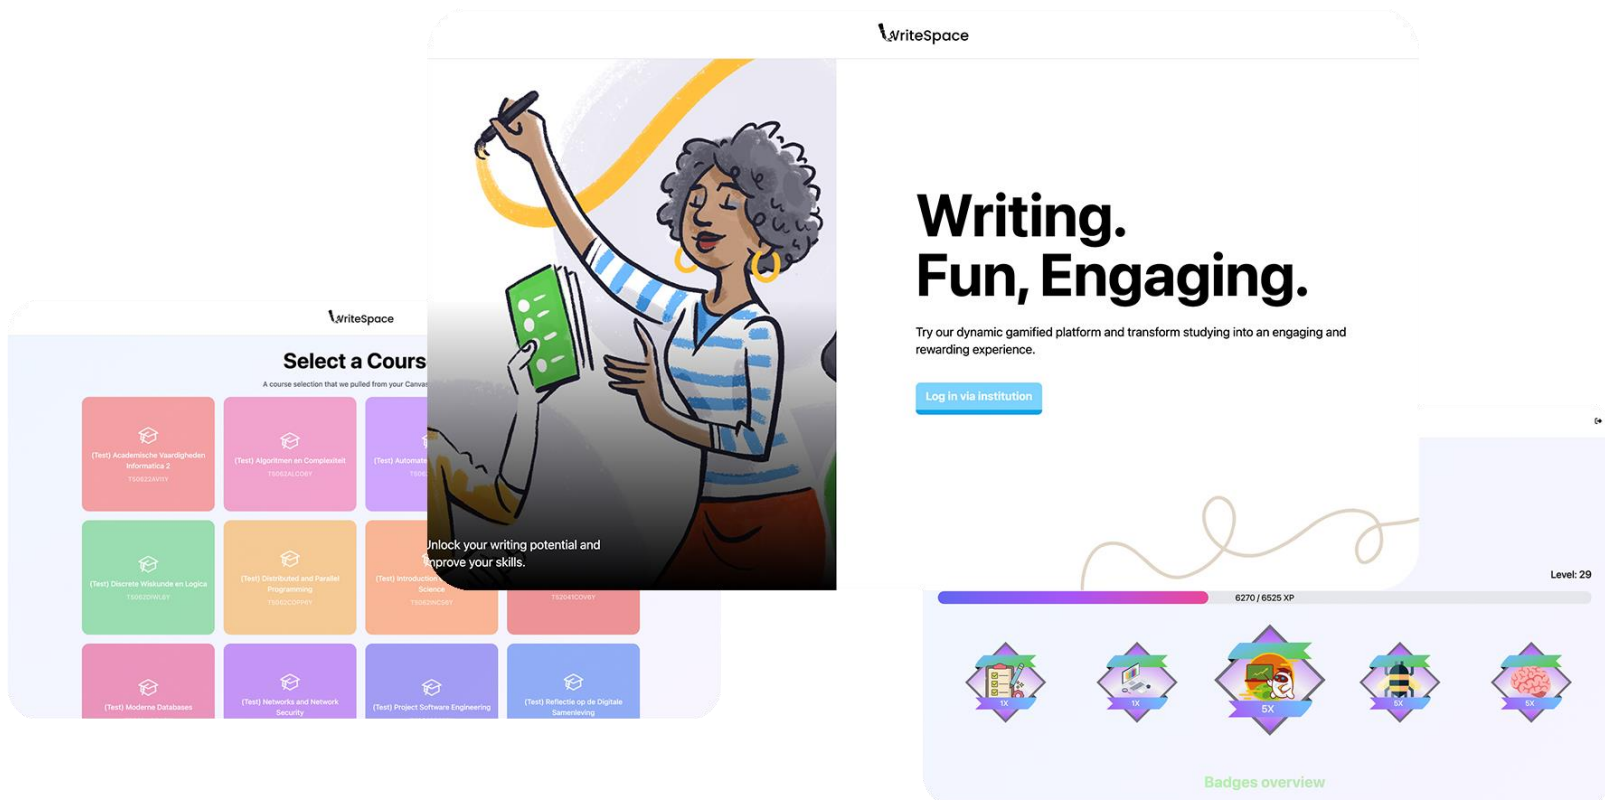 WriteSpace
Writing.
Fun, Engaging.
Try our dynamic gamified platform and transform studying into an engaging and
rewarding experience.
Log in via institution
Unlock your writing potential and
improve your skills.
WriteSpace
Select a Cours
A course selection that we pulled from your Canvas
(Test) Academische Vaardigheden
Informatica 2
(Test) Algoritmen en Complexiteit
(Test) Automate
(Test) Discrete Wiskunde en Logica
(Test) Distributed and Parallel
Programming
(Test) Introduction
Science
(Test) Moderne Databases
(Test) Networks and Network
Security
(Test) Project Software Engineering
(Test) Reflectie op de Digitale
Samenleving
Level: 29
6270 / 6525 XP
1X
1X
5X
5X
5X
Badges overview